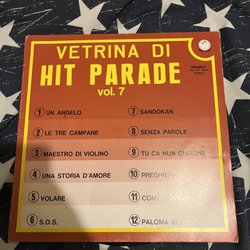 VETRINA DI
HIT PARADE
vol. 7
1 UN ANGELO
2 LE TRE CAMPANE
3 MAESTRO DI VIOLINO
4 UNA STORIA D'AMORE
5 VOLARE
6 S.O.S.
7 SANDOKAN
8 SENZA PAROLE
9 TU CA NUN CHIAGNE
10 PREGHIERA
11
12 PALOMA